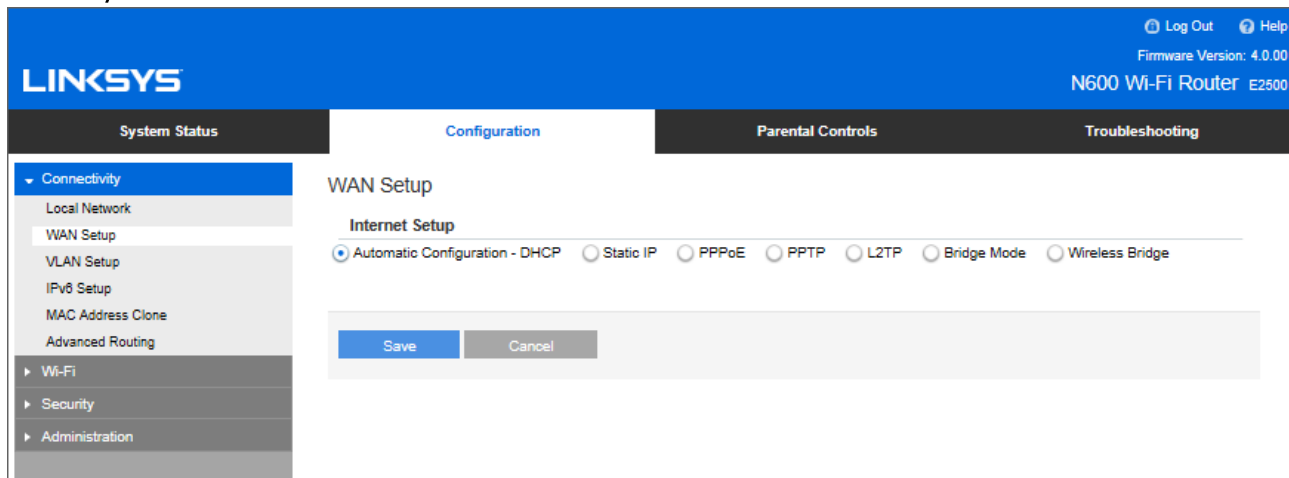 Log Out Help
Firmware Version: 4.0.00
LINKSYS
N600 Wi-Fi Router E2500
System Status Configuration Parental Controls Troubleshooting
Connectivity
Local Network
WAN Setup
VLAN Setup
IPv6 Setup
MAC Address Clone
Advanced Routing
Wi-Fi
Security
Administration
WAN Setup
Internet Setup
Automatic Configuration - DHCP Static IP PPPoE PPTP L2TP Bridge Mode Wireless Bridge
Save Cancel